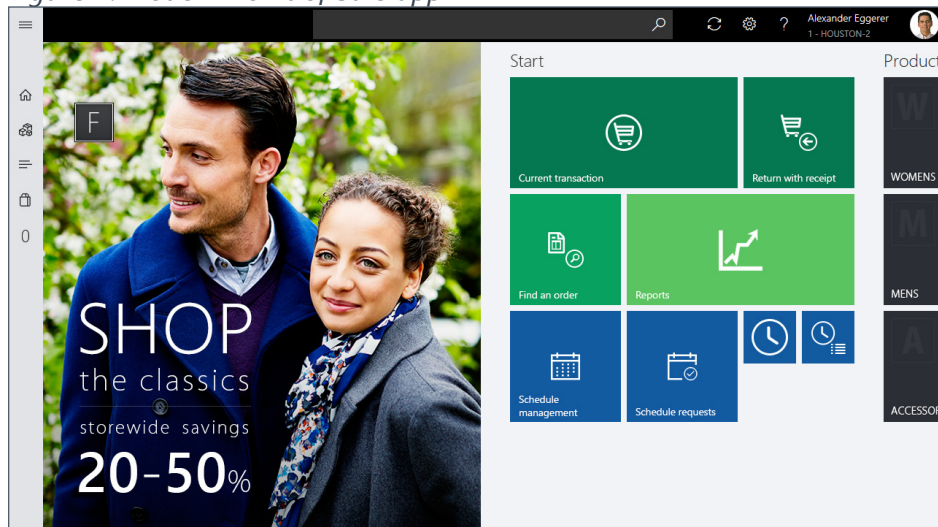 Alexander Eggerer
1 - HOUSTON-2
?
F
SHOP
the classics
storewide savings
20-50%
0
Start
Current transaction
Return with receipt
Find an order
Reports
Schedule
management
Schedule requests
Product
W
WOMENS
M
MENS
A
ACCESSOR